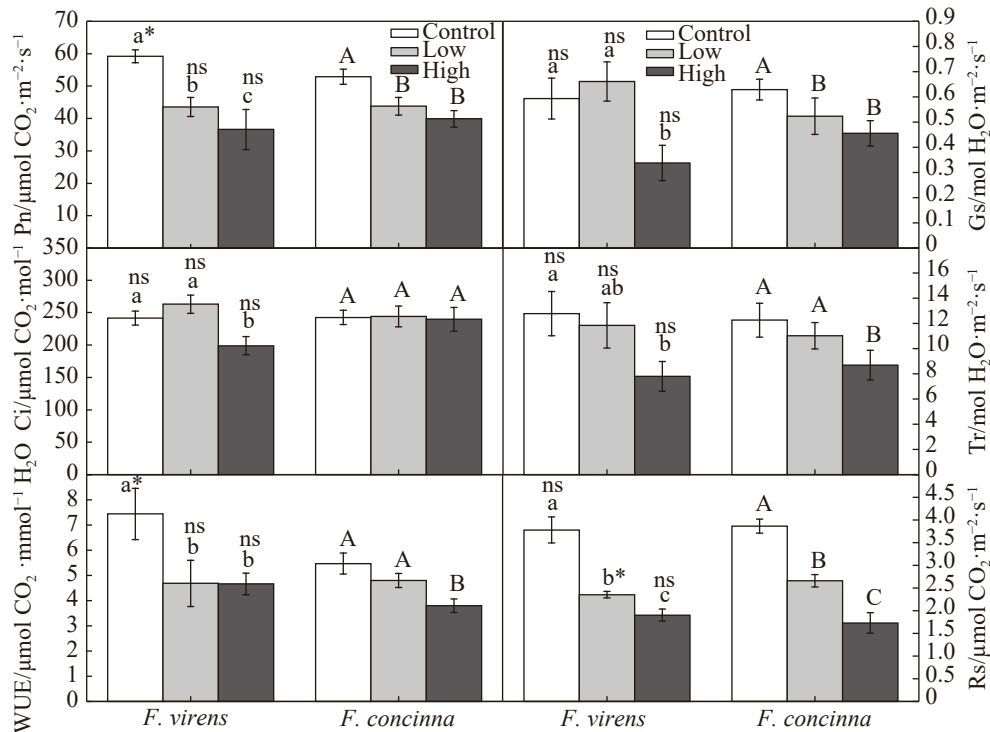 Pn/μmol CO₂·m⁻²·s⁻¹
70
60
50
40
30
20
10
350
a*
ns
b
ns
c
A
B
B
Control
Low
High
ns
a
ns
a
ns
b
A
B
B
Control
Low
High
0.9
0.8
0.7
0.6
0.5
0.4
0.3
0.2
0.1
0
Gs/mol H₂O·m⁻²·s⁻¹
Ci/μmol CO₂·mol⁻¹
300
250
200
150
100
50
0
ns
a
ns
a
ns
b
A
A
A
ns
a
ns
ab
ns
b
A
A
B
16
14
12
10
8
6
4
2
0
Tr/mol H₂O·m⁻²·s⁻¹
WUE/μmol CO₂ ·mmol⁻¹ H₂O
8
7
6
5
4
3
2
1
0
a*
ns
b
ns
b
A
A
B
ns
a
b*
ns
c
A
B
C
4.5
4.0
3.5
3.0
2.5
2.0
1.5
1.0
0.5
0
Rs/μmol CO₂·m⁻²·s⁻¹
F. virens
F. concinna
F. virens
F. concinna